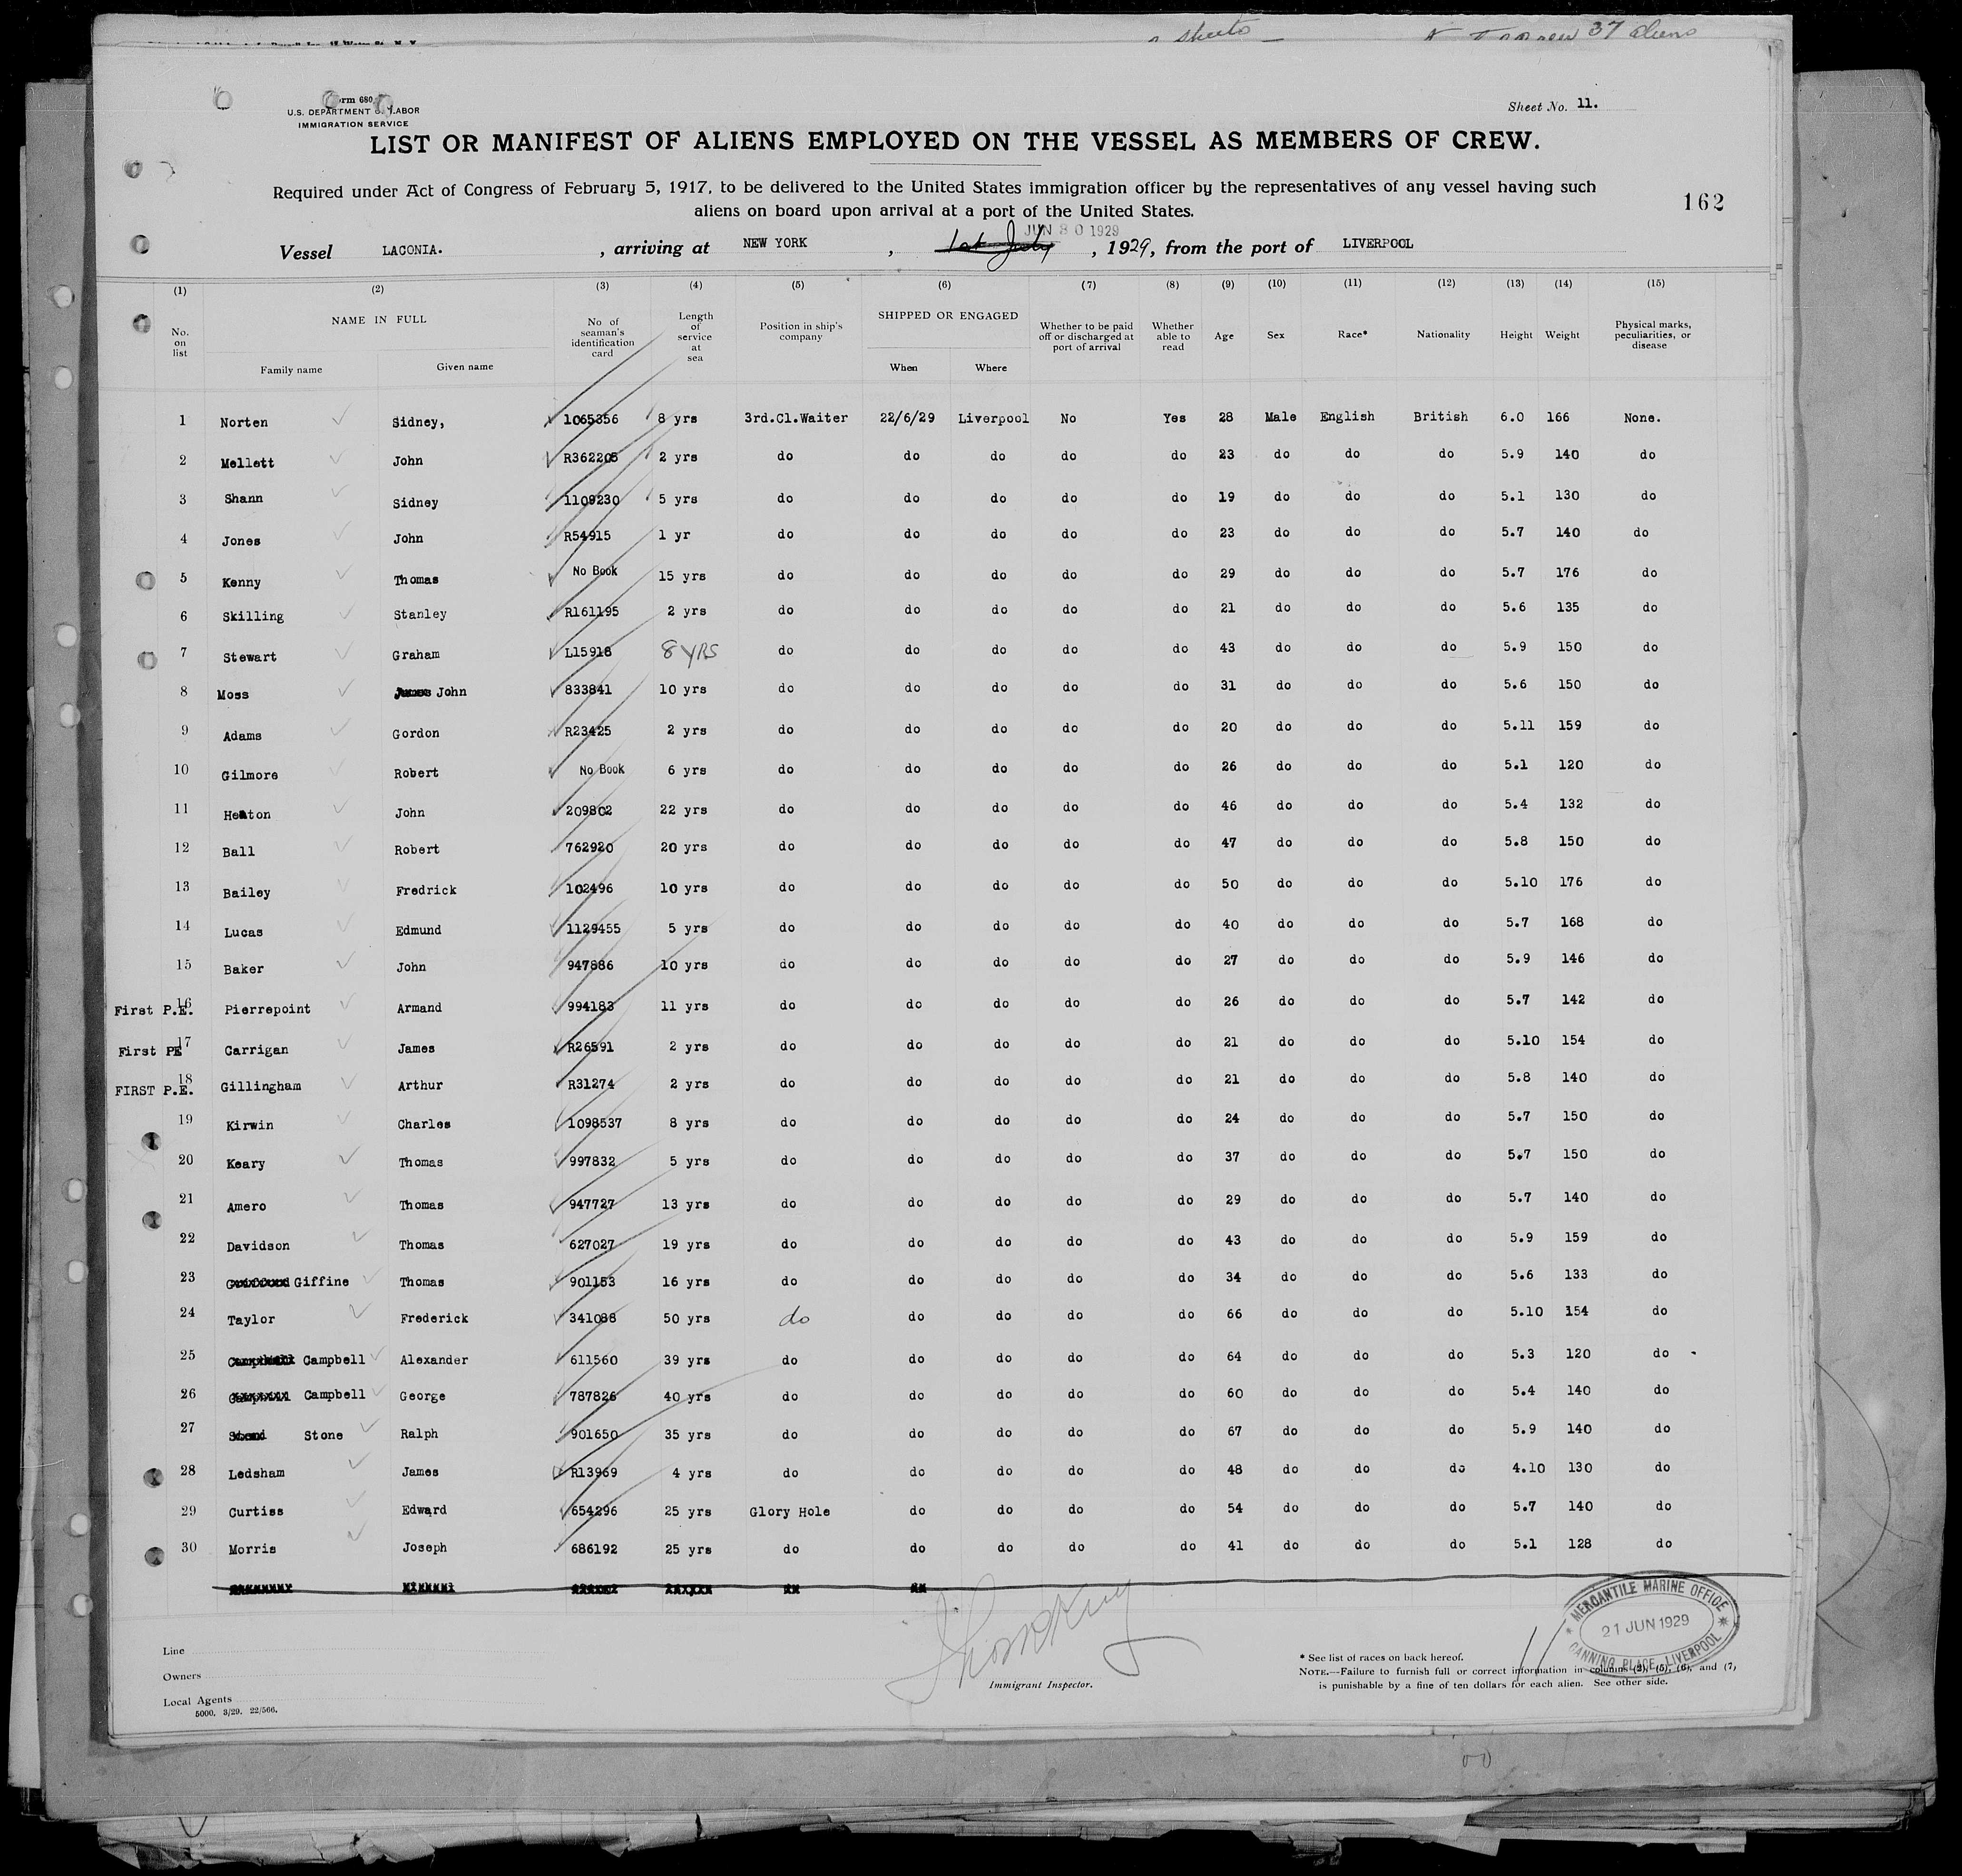 sheets 37 aliens
Form 680
U.S. DEPARTMENT OF LABOR
IMMIGRATION SERVICE
Sheet No. 11.
LIST OR MANIFEST OF ALIENS EMPLOYED ON THE VESSEL AS MEMBERS OF CREW.
Required under Act of Congress of February 5, 1917, to be delivered to the United States immigration officer by the representatives of any vessel having such
aliens on board upon arrival at a port of the United States.
162
JUN 30 1929
Vessel LACONIA. , arriving at NEW YORK , 1st July , 1929, from the port of LIVERPOOL
(1) (2) (3) (4) (5) (6) (7) (8) (9) (10) (11) (12) (13) (14) (15)
No. on list NAME IN FULL Family name Given name No of seaman's identification card Length of service at sea Position in ship's company SHIPPED OR ENGAGED When Where Whether to be paid off or discharged at port of arrival Whether able to read Age Sex Race* Nationality Height Weight Physical marks, peculiarities, or disease
1 Norten Sidney, 1065356 8 yrs 3rd.Cl.Waiter 22/6/29 Liverpool No Yes 28 Male English British 6.0 166 None.
2 Mellett John R362205 2 yrs do do do do do 23 do do do 5.9 140 do
3 Shann Sidney 1109230 5 yrs do do do do do 19 do do do 5.1 130 do
4 Jones John R54915 1 yr do do do do do 23 do do do 5.7 140 do
5 Kenny Thomas No Book 15 yrs do do do do do 29 do do do 5.7 176 do
6 Skilling Stanley R161195 2 yrs do do do do do 21 do do do 5.6 135 do
7 Stewart Graham L15918 8 YRS do do do do do 43 do do do 5.9 150 do
8 Moss James John 833841 10 yrs do do do do do 31 do do do 5.6 150 do
9 Adams Gordon R23425 2 yrs do do do do do 20 do do do 5.11 159 do
10 Gilmore Robert No Book 6 yrs do do do do do 26 do do do 5.1 120 do
11 Heaton John 209802 22 yrs do do do do do 46 do do do 5.4 132 do
12 Ball Robert 762920 20 yrs do do do do do 47 do do do 5.8 150 do
13 Bailey Fredrick 102496 10 yrs do do do do do 50 do do do 5.10 176 do
14 Lucas Edmund 1129455 5 yrs do do do do do 40 do do do 5.7 168 do
15 Baker John 947886 10 yrs do do do do do 27 do do do 5.9 146 do
First P.E. 16 Pierrepoint Armand 994183 11 yrs do do do do do 26 do do do 5.7 142 do
First PE 17 Carrigan James R26591 2 yrs do do do do do 21 do do do 5.10 154 do
FIRST P.E. 18 Gillingham Arthur R31274 2 yrs do do do do do 21 do do do 5.8 140 do
19 Kirwin Charles 1098537 8 yrs do do do do do 24 do do do 5.7 150 do
20 Keary Thomas 997832 5 yrs do do do do do 37 do do do 5.7 150 do
21 Amero Thomas 947727 13 yrs do do do do do 29 do do do 5.7 140 do
22 Davidson Thomas 627027 19 yrs do do do do do 43 do do do 5.9 159 do
23 Giffine Thomas 901153 16 yrs do do do do do 34 do do do 5.6 133 do
24 Taylor Frederick 341088 50 yrs do do do do do 66 do do do 5.10 154 do
25 Campbell Alexander 611560 39 yrs do do do do do 64 do do do 5.3 120 do
26 Campbell George 787826 40 yrs do do do do do 60 do do do 5.4 140 do
27 Stone Ralph 901650 35 yrs do do do do do 67 do do do 5.9 140 do
28 Ledsham James R13969 4 yrs do do do do do 48 do do do 4.10 130 do
29 Curtiss Edward 654296 25 yrs Glory Hole do do do do 54 do do do 5.7 140 do
30 Morris Joseph 686192 25 yrs do do do do do 41 do do do 5.1 128 do
MERCANTILE MARINE OFFICE
21 JUN 1929
CANNING PLACE, LIVERPOOL
11
Line
Owners
Local Agents
5000. 3/29. 22/566.
Immigrant Inspector.
* See list of races on back hereof.
NOTE.—Failure to furnish full or correct information in columns (2), (5), (6), and (7)
is punishable by a fine of ten dollars for each alien. See other side.